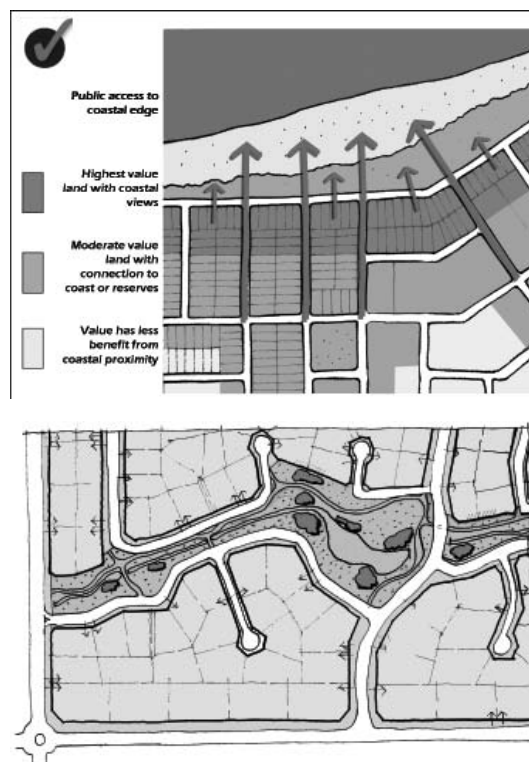 Public access to
coastal edge
Highest value
land with coastal
views
Moderate value
land with
connection to
coast or reserves
Value has less
benefit from
coastal proximity